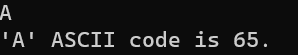 A
'A' ASCII code is 65.